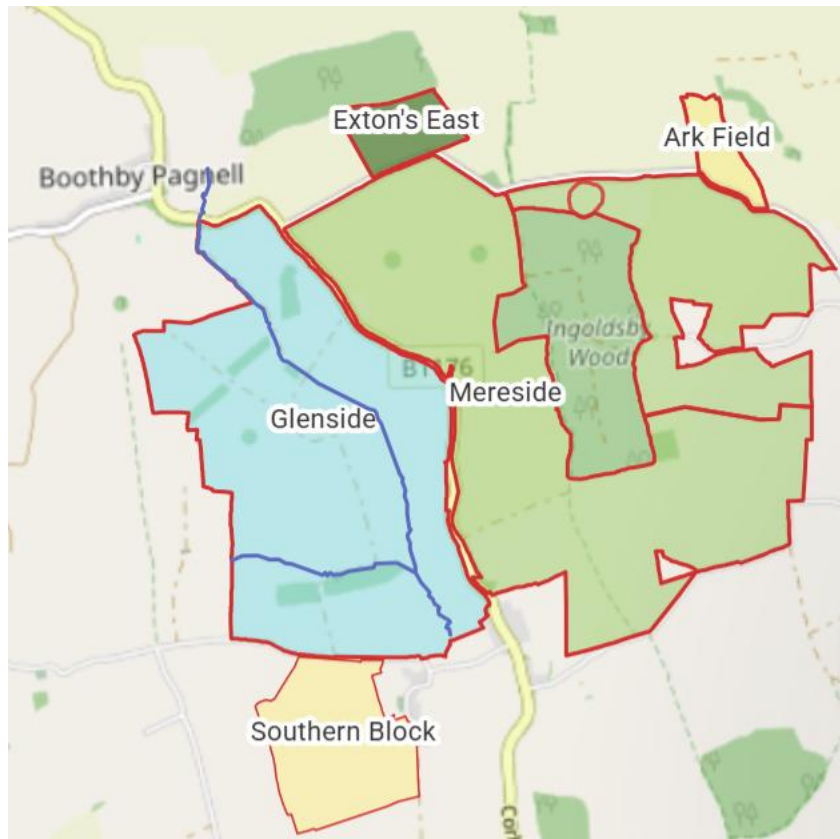 Exton's East
Ark Field
Boothby Pagnell
Ingoldsby
Wood
B1176
Mereside
Glenside
Southern Block